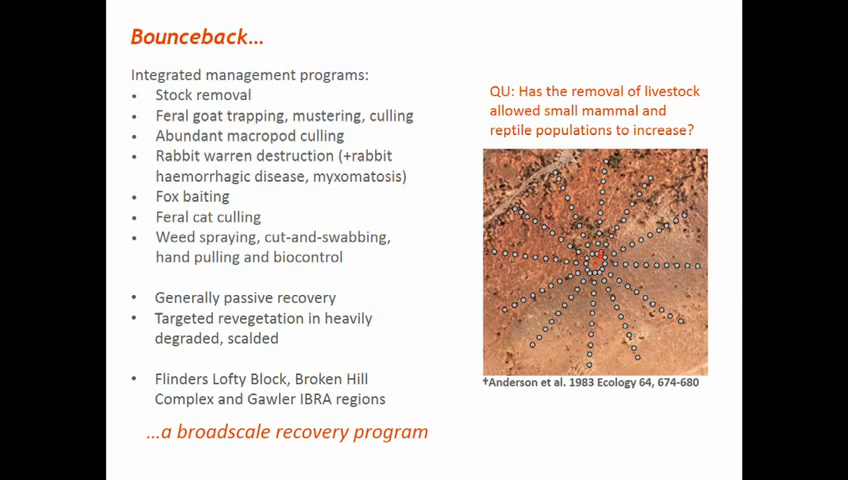 Bounceback...
Integrated management programs:
• Stock removal
• Feral goat trapping, mustering, culling
• Abundant macropod culling
• Rabbit warren destruction (+rabbit
haemorrhagic disease, myxomatosis)
• Fox baiting
• Feral cat culling
• Weed spraying, cut-and-swabbing,
hand pulling and biocontrol
• Generally passive recovery
• Targeted revegetation in heavily
degraded, scalded
• Flinders Lofty Block, Broken Hill
Complex and Gawler IBRA regions
...a broadscale recovery program
QU: Has the removal of livestock
allowed small mammal and
reptile populations to increase?
†Anderson et al. 1983 Ecology 64, 674-680